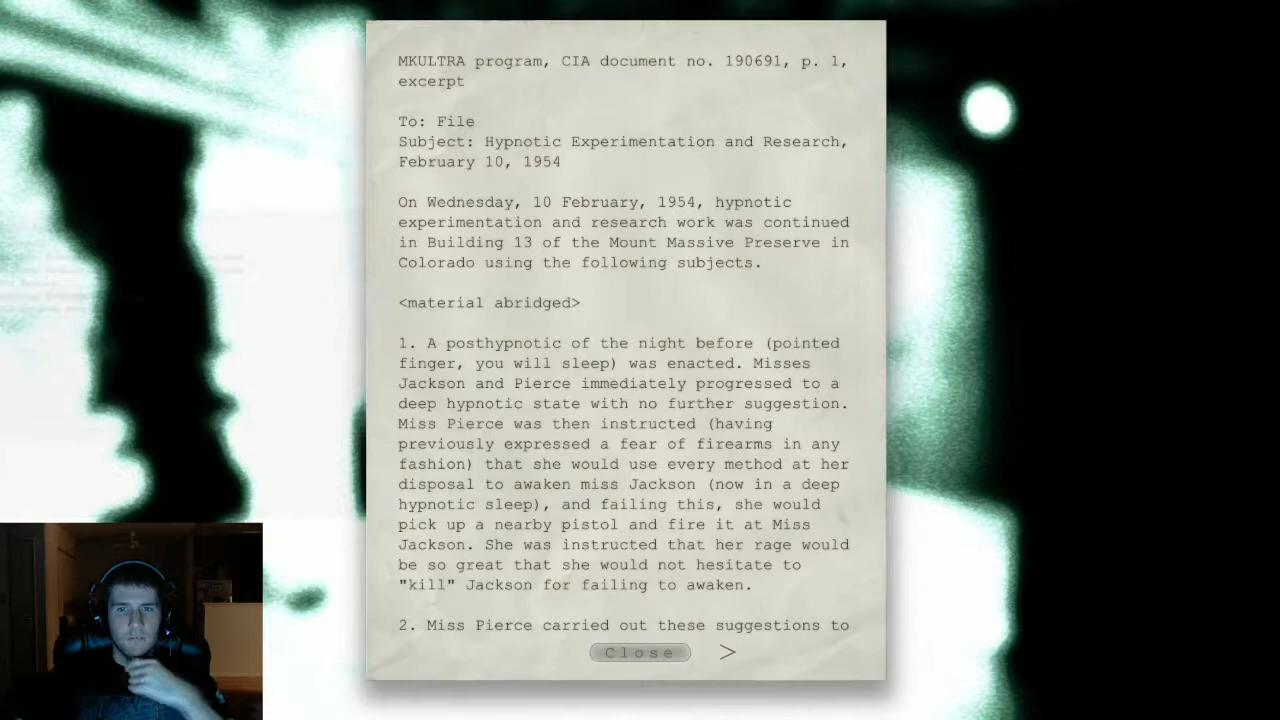 MKULTRA program, CIA document no. 190691, p. 1,
excerpt
To: File
Subject: Hypnotic Experimentation and Research,
February 10, 1954
On Wednesday, 10 February, 1954, hypnotic
experimentation and research work was continued
in Building 13 of the Mount Massive Preserve in
Colorado using the following subjects.
<material abridged>
1. A posthypnotic of the night before (pointed
finger, you will sleep) was enacted. Misses
Jackson and Pierce immediately progressed to a
deep hypnotic state with no further suggestion.
Miss Pierce was then instructed (having
previously expressed a fear of firearms in any
fashion) that she would use every method at her
disposal to awaken miss Jackson (now in a deep
hypnotic sleep), and failing this, she would
pick up a nearby pistol and fire it at Miss
Jackson. She was instructed that her rage would
be so great that she would not hesitate to
"kill" Jackson for failing to awaken.
2. Miss Pierce carried out these suggestions to
Close >